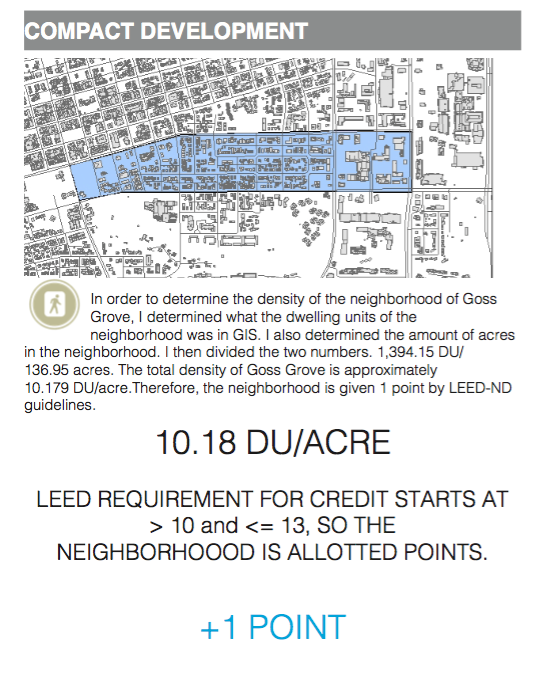 COMPACT DEVELOPMENT
In order to determine the density of the neighborhood of Goss
Grove, I determined what the dwelling units of the
neighborhood was in GIS. I also determined the amount of acres
in the neighborhood. I then divided the two numbers. 1,394.15 DU/
136.95 acres. The total density of Goss Grove is approximately
10.179 DU/acre.Therefore, the neighborhood is given 1 point by LEED-ND
guidelines.
10.18 DU/ACRE
LEED REQUIREMENT FOR CREDIT STARTS AT
> 10 and <= 13, SO THE
NEIGHBORHOOOD IS ALLOTTED POINTS.
+1 POINT